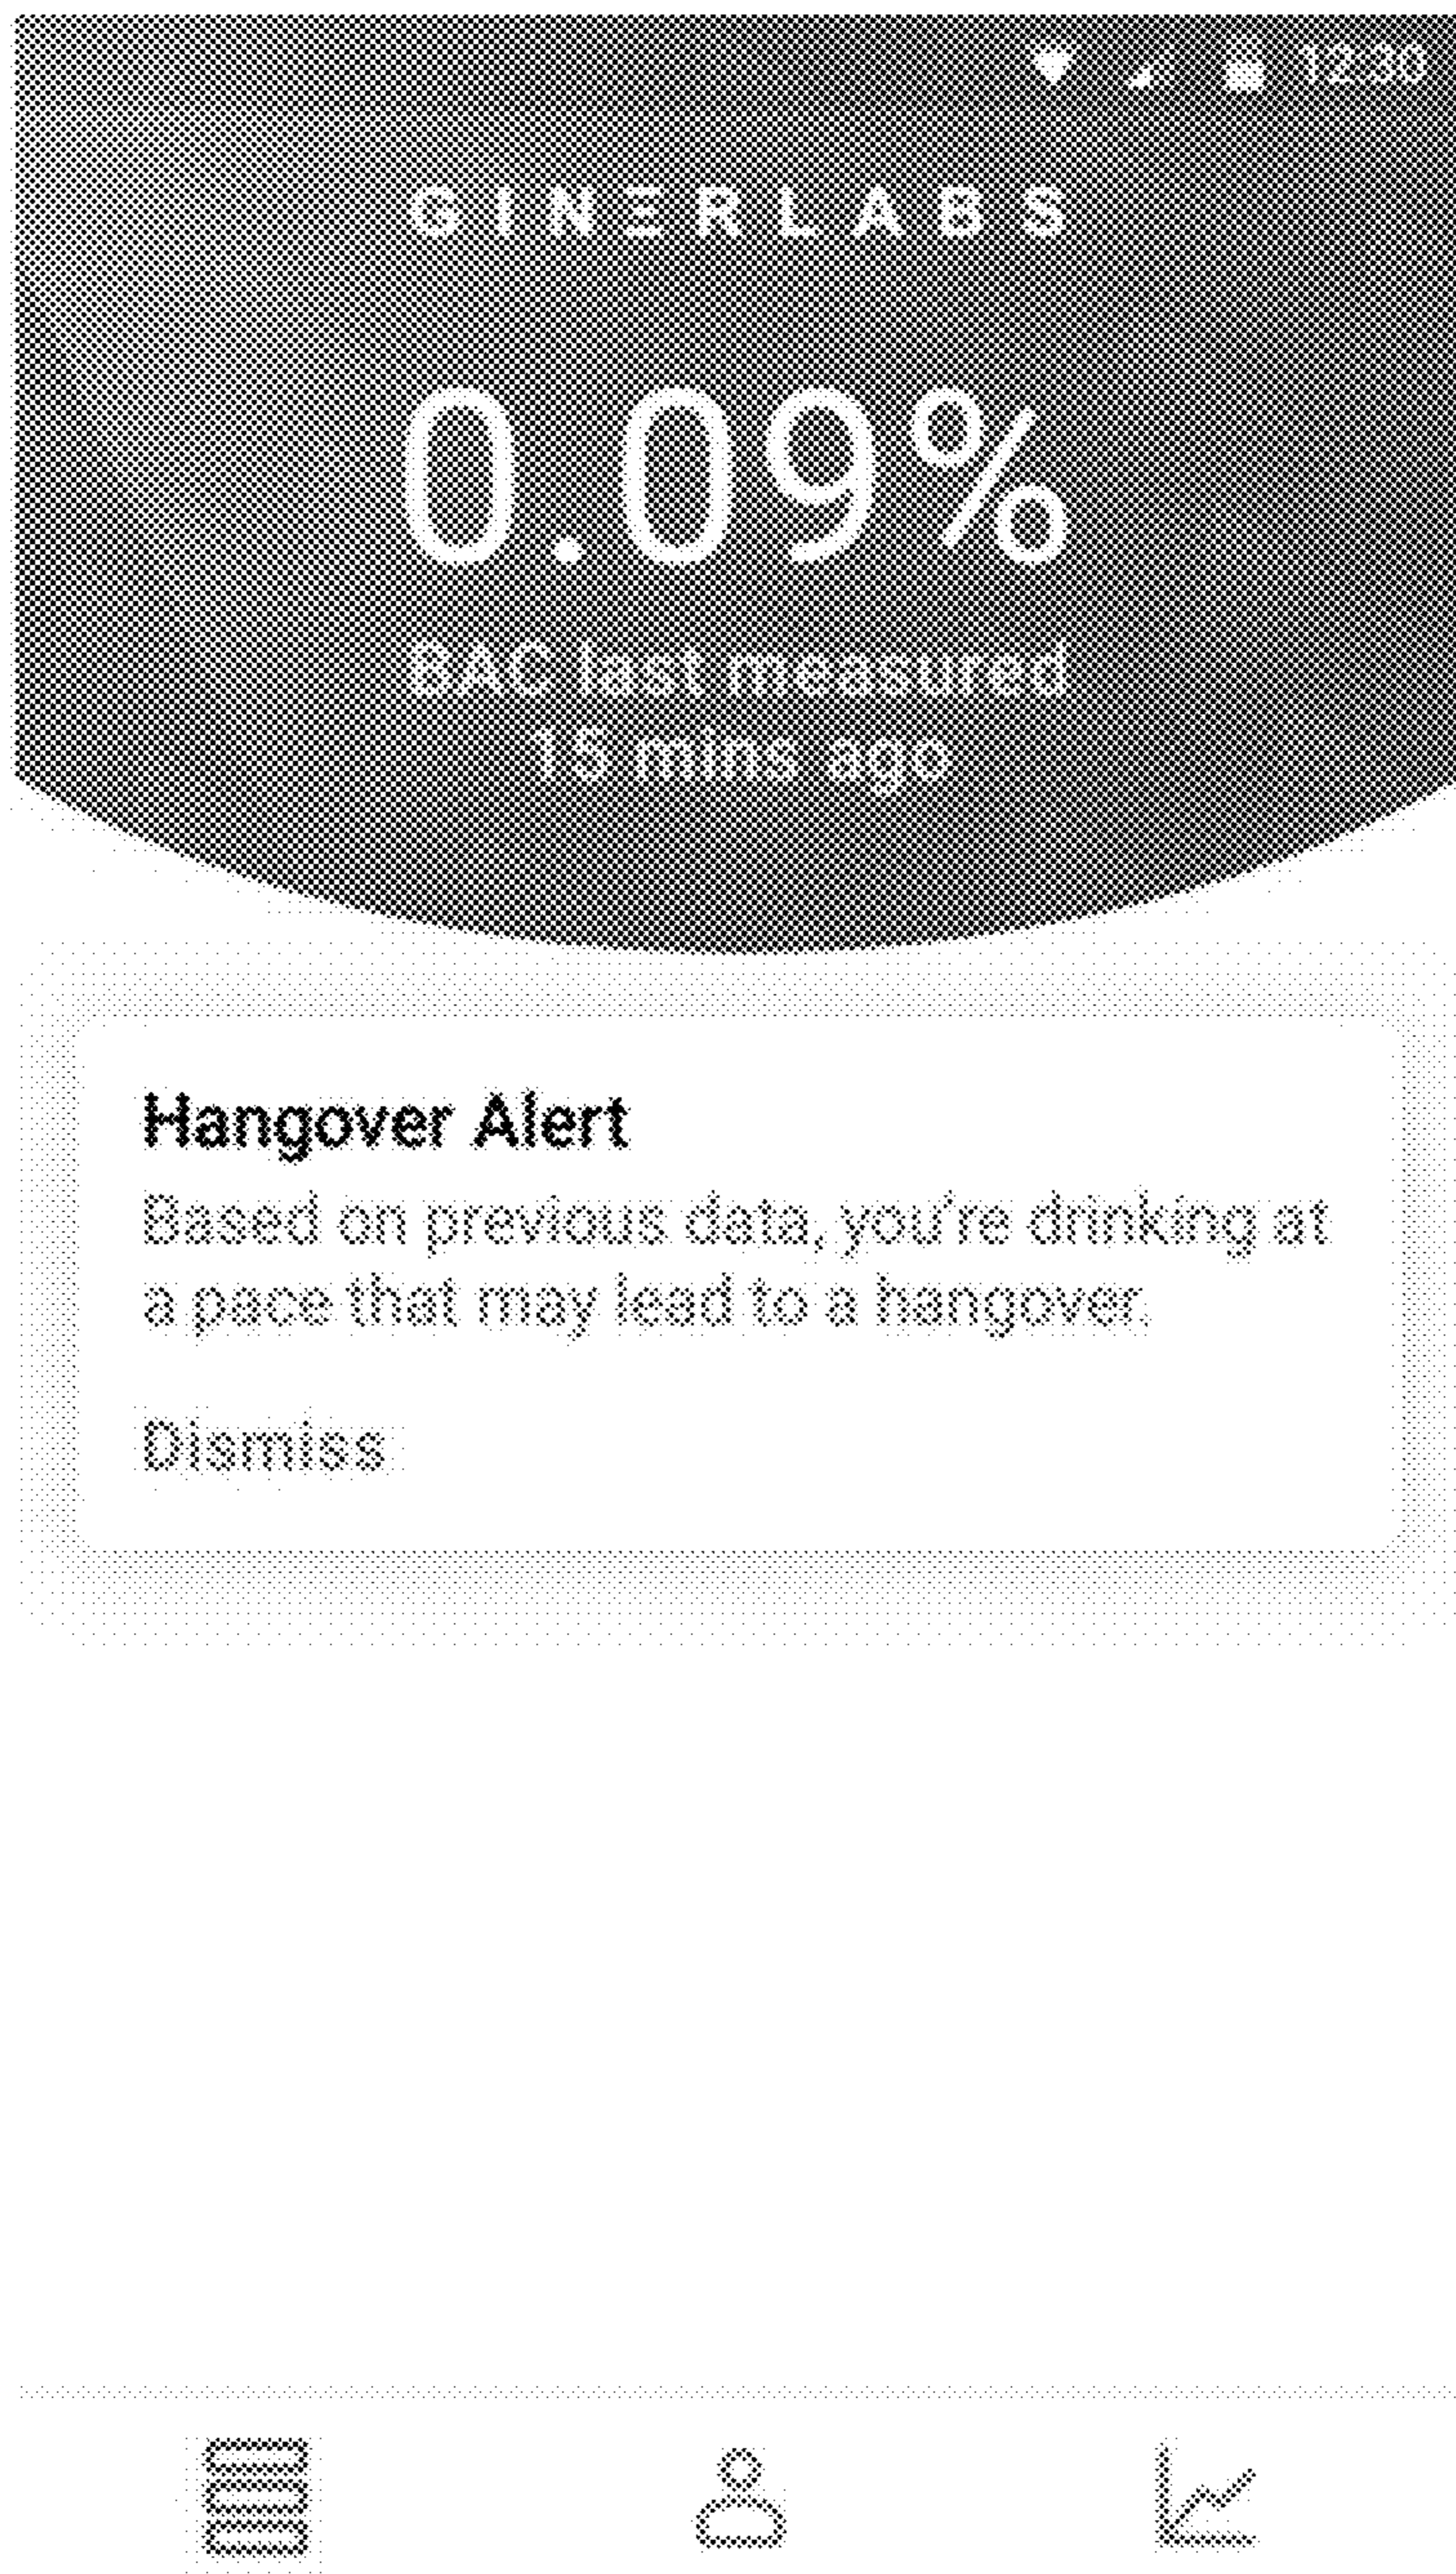 12:30
GINERLABS
0.09%
BAC last measured
15 mins ago
Hangover Alert
Based on previous data, you're drinking at
a pace that may lead to a hangover.
Dismiss